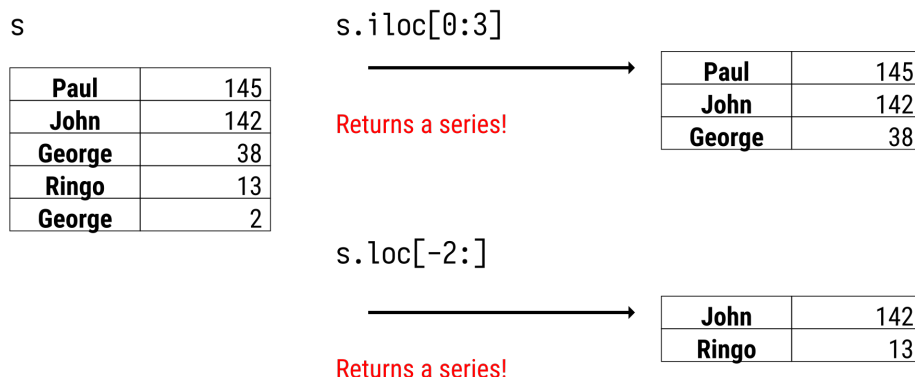 s
s.iloc[0:3]
Paul 145
John 142
George 38
Ringo 13
George 2
Returns a series!
Paul 145
John 142
George 38
s.loc[-2:]
Returns a series!
John 142
Ringo 13